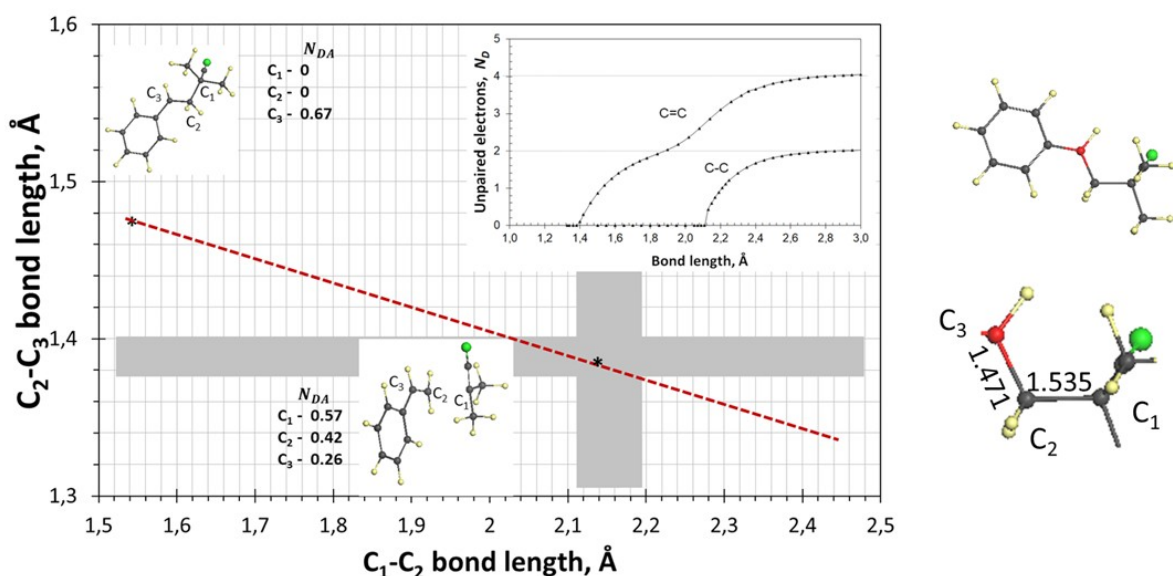 C₂-C₃ bond length, Å
1,6
1,5
1,4
1,3
1,5
1,6
1,7
1,8
1,9
2
2,1
2,2
2,3
2,4
2,5
C₁-C₂ bond length, Å
N_DA
C₁ - 0
C₂ - 0
C₃ - 0.67
C₃
C₁
C₂
Unpaired electrons, N_D
5
4
3
2
1
0
1,0
1,2
1,4
1,6
1,8
2,0
2,2
2,4
2,6
2,8
3,0
Bond length, Å
C=C
C-C
N_DA
C₁ - 0.57
C₂ - 0.42
C₃ - 0.26
C₃
C₂
C₁
*
*
C₃
1.471
1.535
C₂
C₁